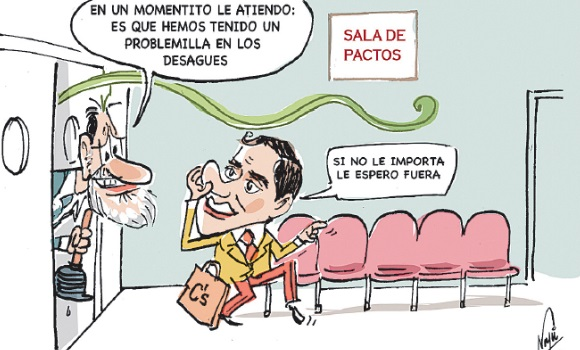 EN UN MOMENTITO LE ATIENDO:
ES QUE HEMOS TENIDO UN
PROBLEMILLA EN LOS
DESAGUES
SALA DE
PACTOS
SI NO LE IMPORTA
LE ESPERO FUERA
C's